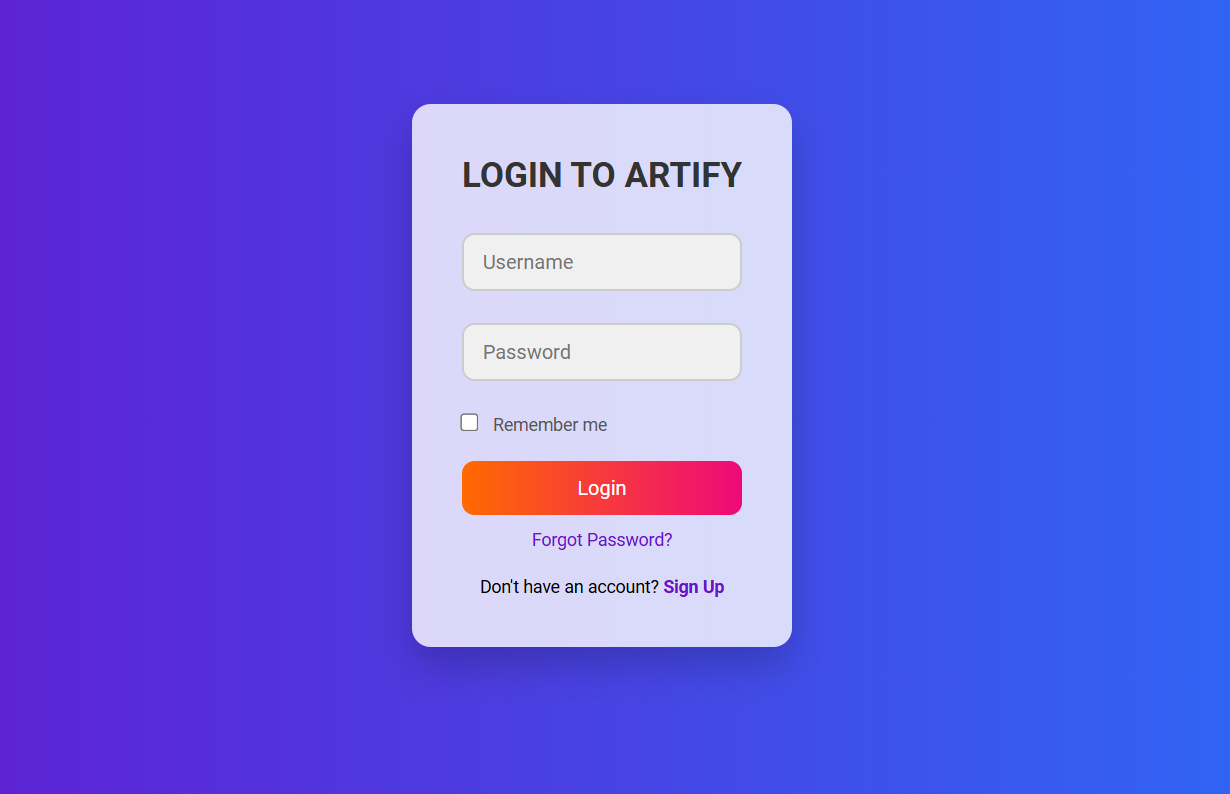 LOGIN TO ARTIFY
Username
Password
Remember me
Login
Forgot Password?
Don't have an account? Sign Up